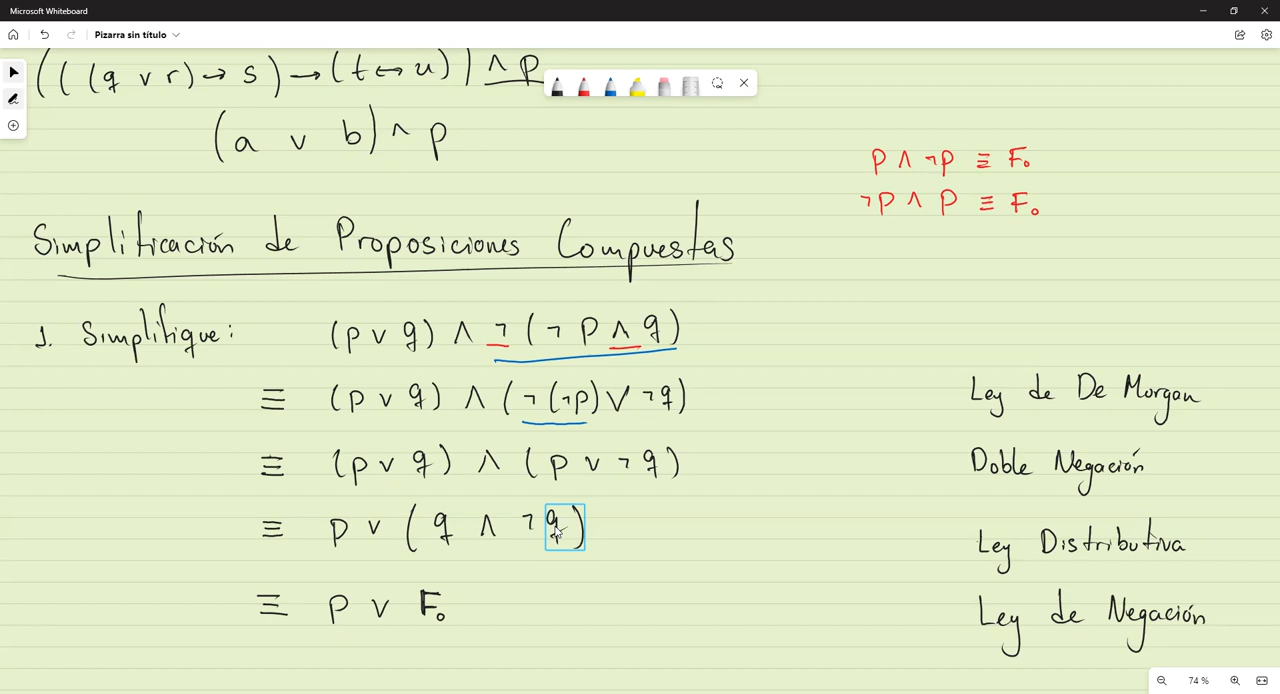 Microsoft Whiteboard
Pizarra sin título
(((q ∨ r) → s) → (t ↔ u)) ∧ p
(a ∨ b) ∧ p
p ∧ ¬p ≡ F₀
¬p ∧ p ≡ F₀
Simplificación de Proposiciones Compuestas
1. Simplifique: (p ∨ q) ∧ ¬(¬p ∧ q)
≡ (p ∨ q) ∧ (¬(¬p) ∨ ¬q) Ley de De Morgan
≡ (p ∨ q) ∧ (p ∨ ¬q) Doble Negación
≡ p ∨ (q ∧ ¬q) Ley Distributiva
≡ p ∨ F₀ Ley de Negación
74 %